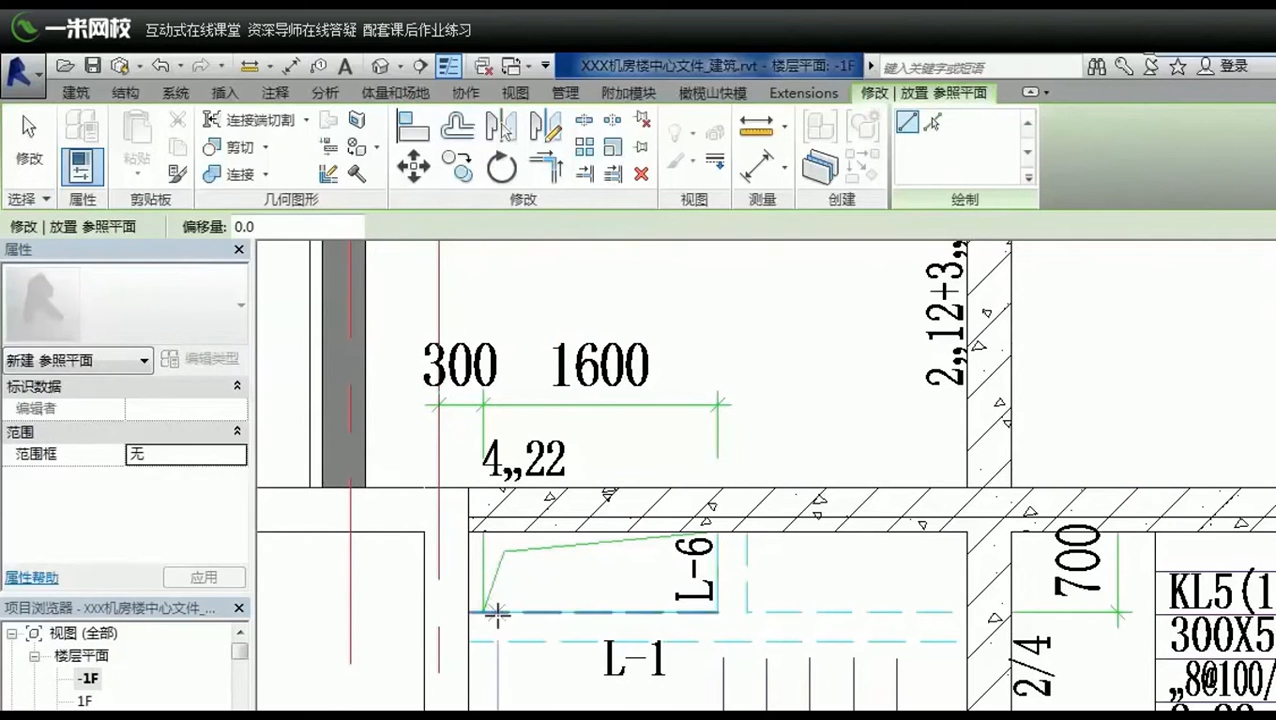 一米网校 互动式在线课堂 资深导师在线答疑 配套课后作业练习
XXX机房楼中心文件_建筑.rvt - 楼层平面: -1F 键入关键字或短语 登录
建筑 结构 系统 插入 注释 分析 体量和场地 协作 视图 管理 附加模块 橄榄山快模 Extensions 修改 | 放置 参照平面
修改 粘贴 连接端切割
剪切
连接
选择 属性 剪贴板 几何图形 修改 视图 测量 创建 绘制
修改 | 放置 参照平面 偏移量: 0.0
属性
新建 参照平面 编辑类型
标识数据
编辑者
范围
范围框 无
属性帮助 应用
项目浏览器 - XXX机房楼中心文件_...
视图 (全部)
楼层平面
-1F
1F
300 1600
4„22
2„12+3„
L-6
L-1
700
2/4
KL5(1
300X5
„8@100/